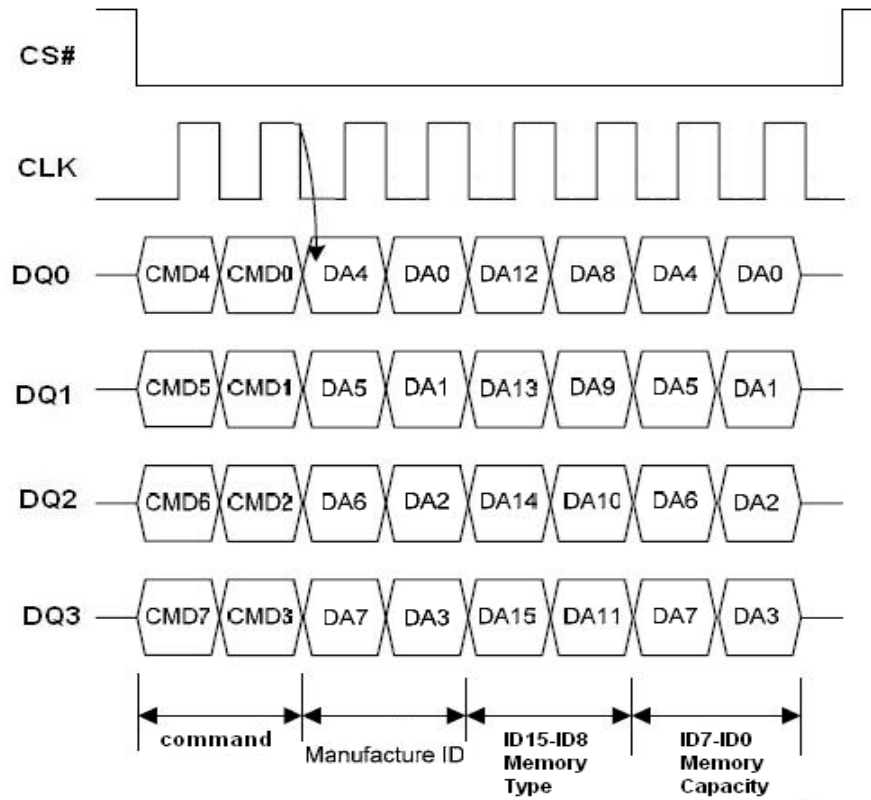 CS#
CLK
DQ0 CMD4 CMD0 DA4 DA0 DA12 DA8 DA4 DA0
DQ1 CMD5 CMD1 DA5 DA1 DA13 DA9 DA5 DA1
DQ2 CMD6 CMD2 DA6 DA2 DA14 DA10 DA6 DA2
DQ3 CMD7 CMD3 DA7 DA3 DA15 DA11 DA7 DA3
command
Manufacture ID
ID15-ID8
Memory
Type
ID7-ID0
Memory
Capacity